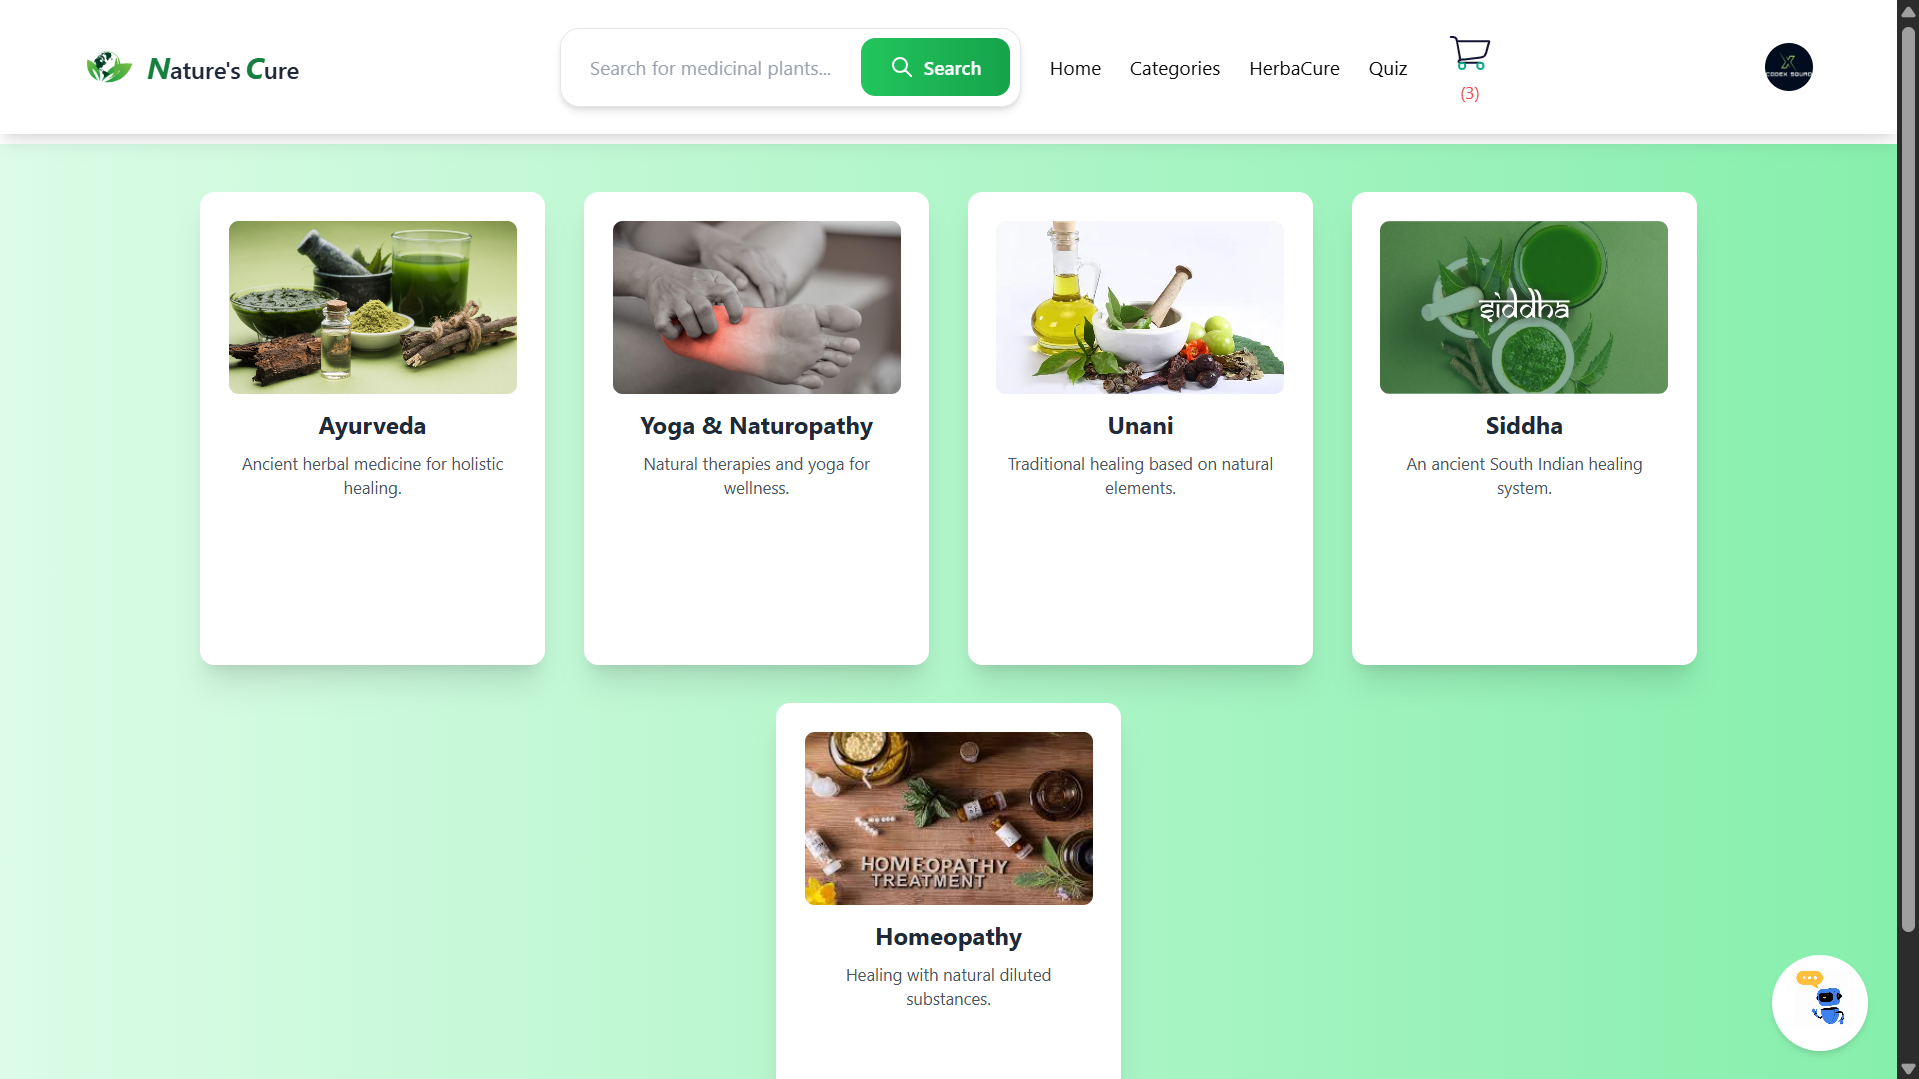 Nature's Cure
Search for medicinal plants...
Search
Home
Categories
HerbaCure
Quiz
(3)
CODEX SQUAD
siddha
Ayurveda
Ancient herbal medicine for holistic
healing.
Yoga & Naturopathy
Natural therapies and yoga for
wellness.
Unani
Traditional healing based on natural
elements.
Siddha
An ancient South Indian healing
system.
HOMEOPATHY
TREATMENT
Homeopathy
Healing with natural diluted
substances.